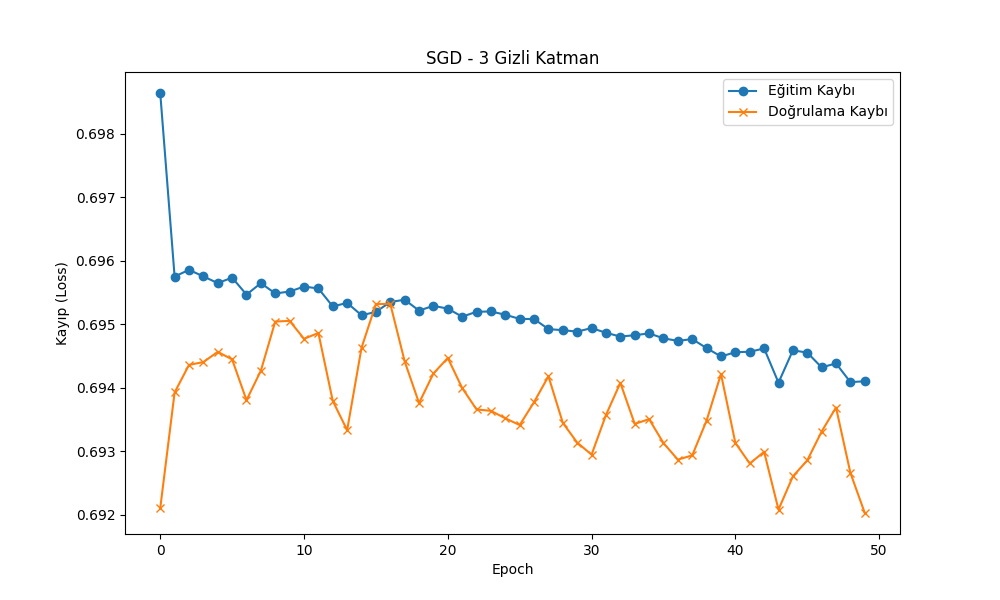 SGD - 3 Gizli Katman
Eğitim Kaybı
Doğrulama Kaybı
Kayıp (Loss)
0.698
0.697
0.696
0.695
0.694
0.693
0.692
0
10
20
30
40
50
Epoch